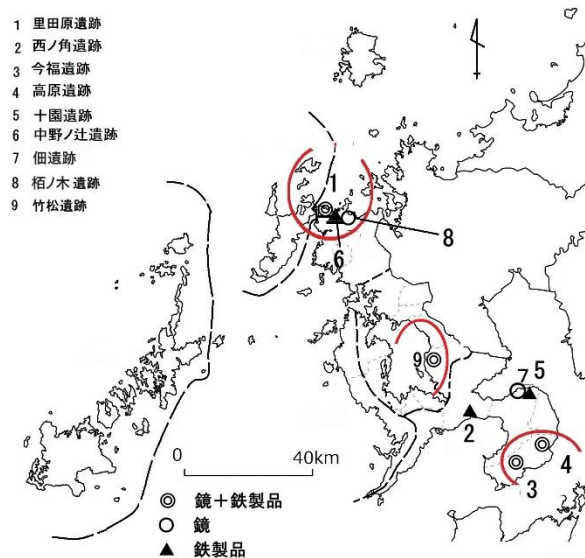 1 里田原遺跡
2 西ノ角遺跡
3 今福遺跡
4 高原遺跡
5 十園遺跡
6 中野ノ辻遺跡
7 佃遺跡
8 栢ノ木遺跡
9 竹松遺跡
1
8
6
9
7
5
2
4
3
0 40km
◎ 鏡＋鉄製品
○ 鏡
▲ 鉄製品